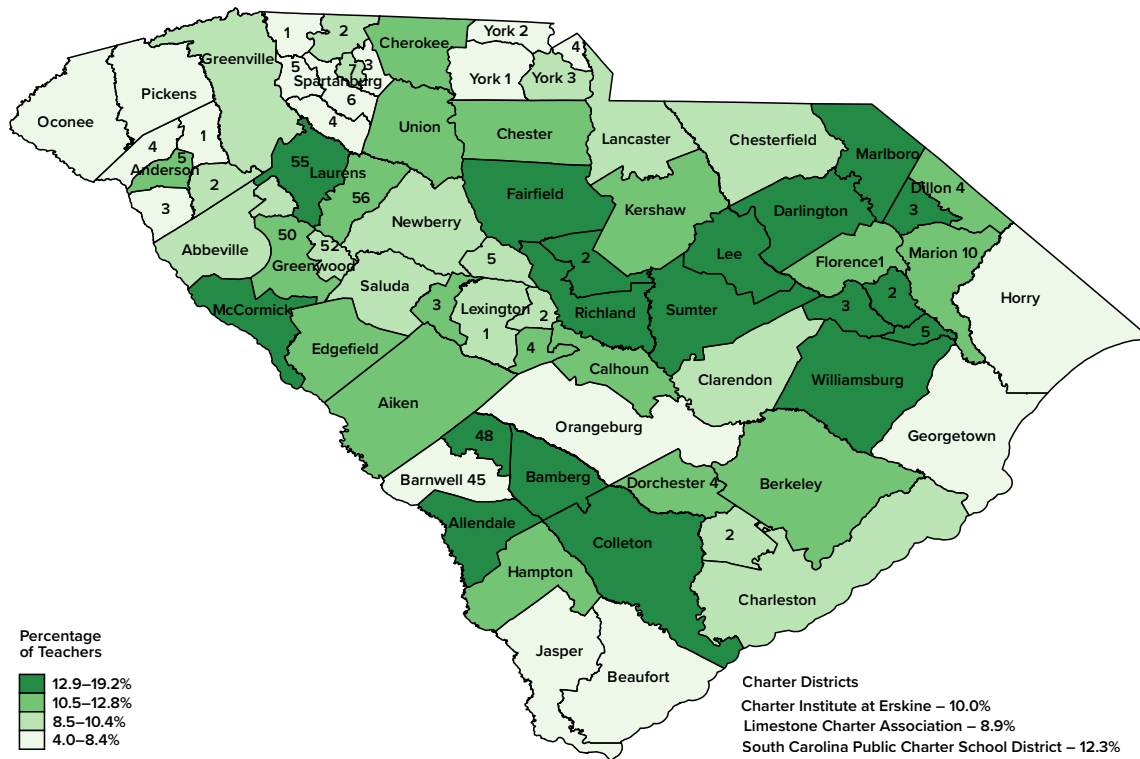 1
2
Cherokee
York 2
4
Greenville
5
7
3
Spartanburg
York 1
York 3
Pickens
6
Oconee
4
1
Union
Chester
Lancaster
Chesterfield
4
5
Anderson
Marlboro
55
Laurens
2
56
Fairfield
Dillon 4
3
Kershaw
Darlington
3
Newberry
50
52
Abbeville
Greenwood
5
2
Lee
Florence1
Marion 10
Saluda
McCormick
3
Lexington
2
Richland
Sumter
3
2
Horry
1
4
5
Edgefield
Calhoun
Clarendon
Williamsburg
Aiken
Orangeburg
48
Georgetown
Barnwell 45
Bamberg
Dorchester 4
Berkeley
Allendale
Colleton
2
Hampton
Charleston
Jasper
Beaufort
Percentage
of Teachers
12.9–19.2%
10.5–12.8%
8.5–10.4%
4.0–8.4%
Charter Districts
Charter Institute at Erskine – 10.0%
Limestone Charter Association – 8.9%
South Carolina Public Charter School District – 12.3%